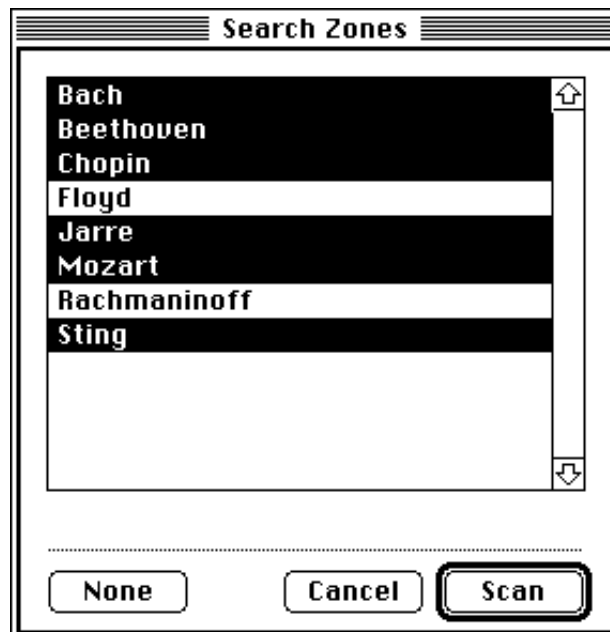 Search Zones
Bach
Beethoven
Chopin
Floyd
Jarre
Mozart
Rachmaninoff
Sting
None Cancel Scan